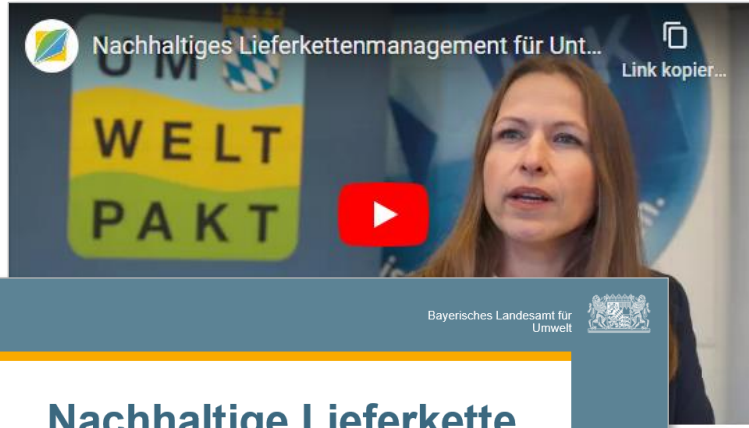 Nachhaltiges Lieferkettenmanagement für Unt...
Link kopier...
UM
WELT
PAKT
Bayerisches Landesamt für
Umwelt
Nachhaltige Lieferkette